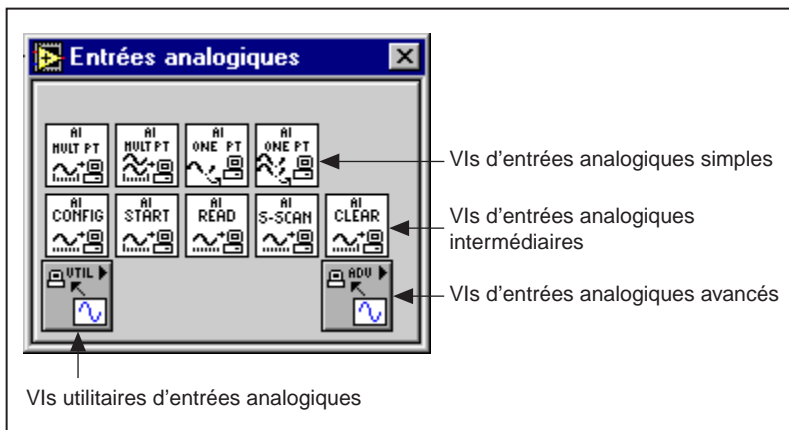 Entrées analogiques
AI MULT PT
AI MULT PT
AI ONE PT
AI ONE PT
VIs d'entrées analogiques simples
AI CONFIG
AI START
AI READ
AI S-SCAN
AI CLEAR
VIs d'entrées analogiques
intermédiaires
UTIL
ADV
VIs d'entrées analogiques avancés
VIs utilitaires d'entrées analogiques